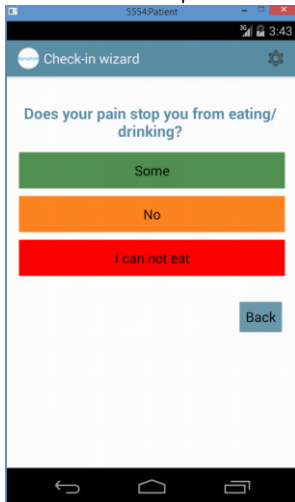 5554:Patient
3G 3:43
Check-in wizard
Does your pain stop you from eating/
drinking?
Some
No
I can not eat
Back